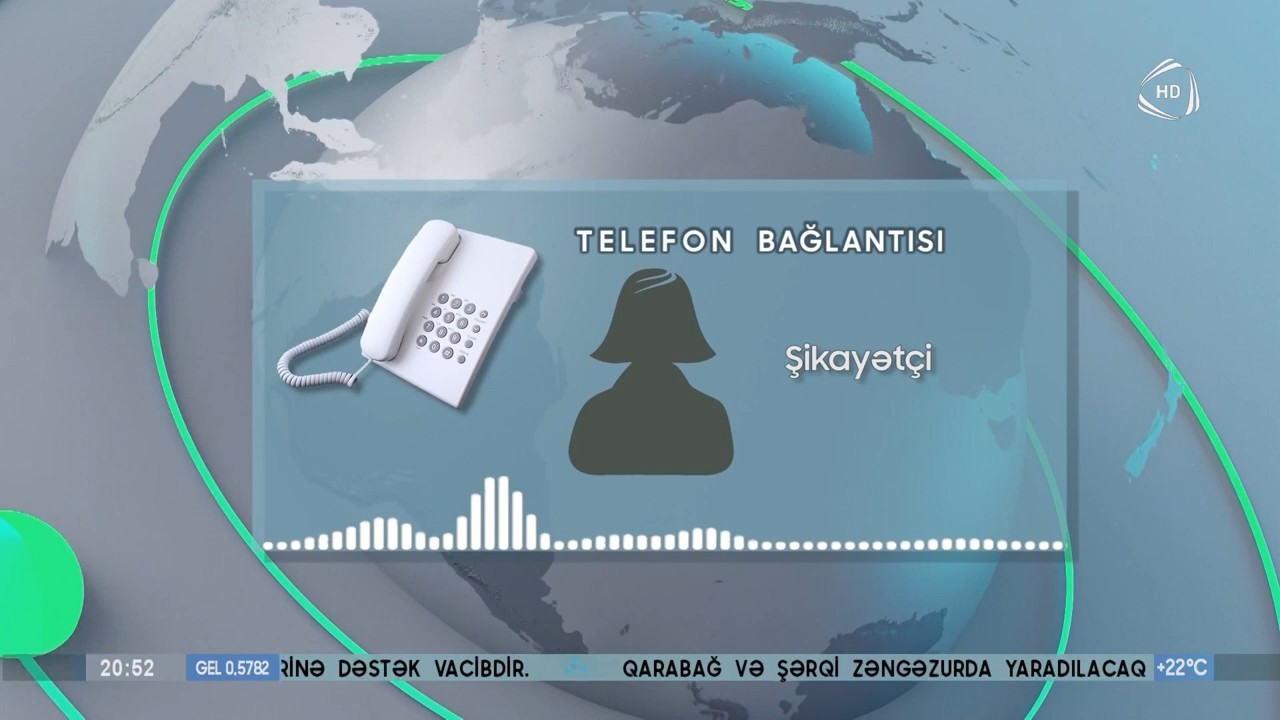 HD
TELEFON BAĞLANTISI
Şikayətçi
20:52
GEL 0,5782
RİNƏ DƏSTƏK VACİBDİR. QARABAĞ VƏ ŞƏRQİ ZƏNGƏZURDA YARADILACAQ
+22°C